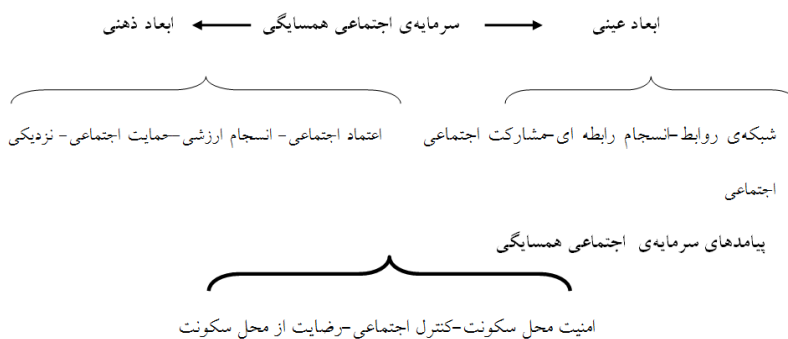 ابعاد عینی سرمایه‌ی اجتماعی همسایگی ابعاد ذهنی
شبکه‌ی روابط-انسجام رابطه ای-مشارکت اجتماعی اعتماد اجتماعی- انسجام ارزشی-حمایت اجتماعی- نزدیکی
اجتماعی
پیامدهای سرمایه‌ی اجتماعی همسایگی
امنیت محل سکونت-کنترل اجتماعی-رضایت از محل سکونت